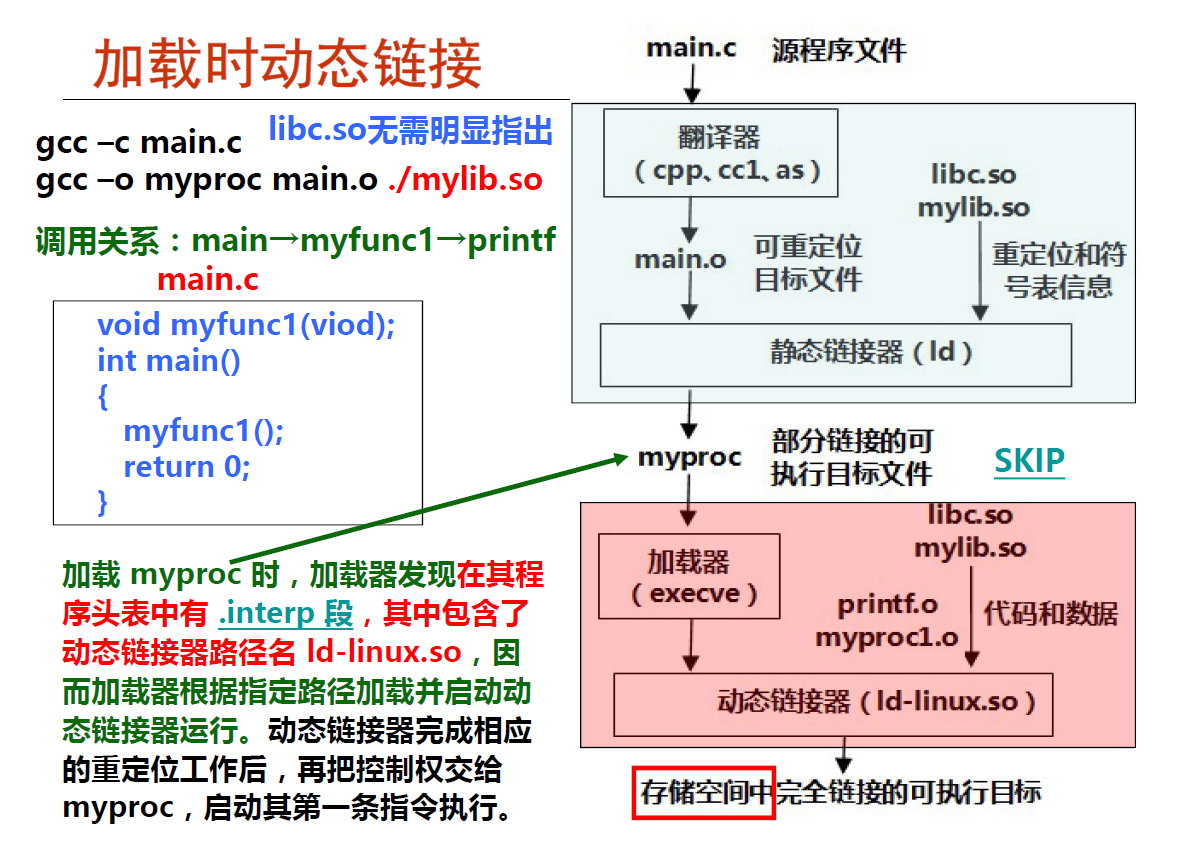 加载时动态链接
gcc –c main.c
libc.so无需明显指出
gcc –o myproc main.o ./mylib.so
调用关系：main→myfunc1→printf
main.c
void myfunc1(viod);
int main()
{
myfunc1();
return 0;
}
加载 myproc 时，加载器发现在其程
序头表中有 .interp 段，其中包含了
动态链接器路径名 ld-linux.so，因
而加载器根据指定路径加载并启动动
态链接器运行。动态链接器完成相应
的重定位工作后，再把控制权交给
myproc，启动其第一条指令执行。
main.c 源程序文件
翻译器
（cpp、cc1、as）
libc.so
mylib.so
main.o
可重定位
目标文件
重定位和符
号表信息
静态链接器（ld）
myproc
部分链接的可
执行目标文件
SKIP
libc.so
mylib.so
加载器
（execve）
printf.o
myproc1.o
代码和数据
动态链接器（ld-linux.so）
存储空间中完全链接的可执行目标